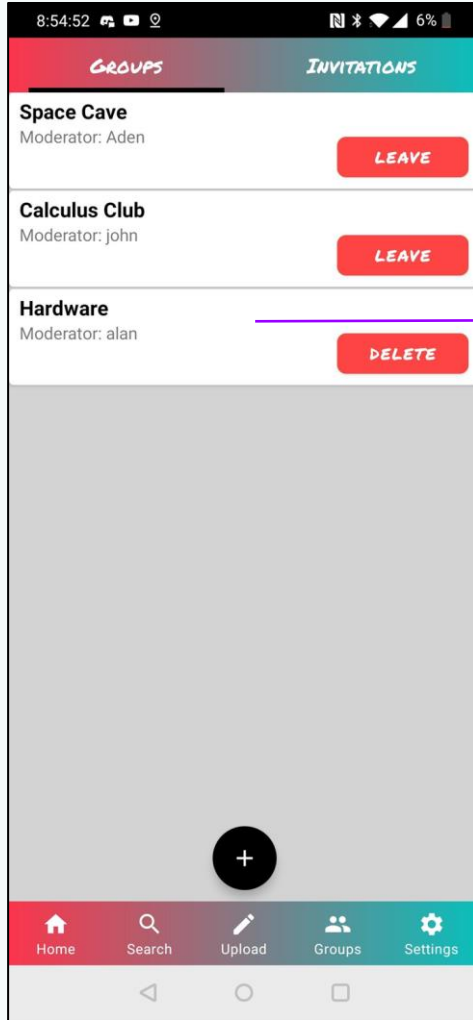 8:54:52 6%
GROUPS INVITATIONS
Space Cave
Moderator: Aden
LEAVE
Calculus Club
Moderator: john
LEAVE
Hardware
Moderator: alan
DELETE
+
Home Search Upload Groups Settings